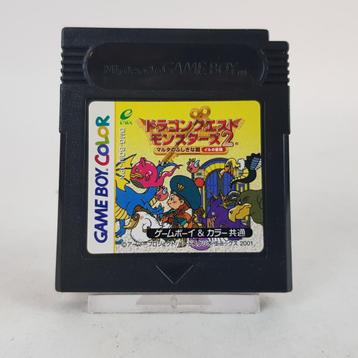 Nintendo GAME BOY
GAME BOY COLOR
ENIX
ドラゴンクエスト
モンスターズ2
マルタのふしぎな鍵 イルの冒険
ゲームボーイ & カラー共通